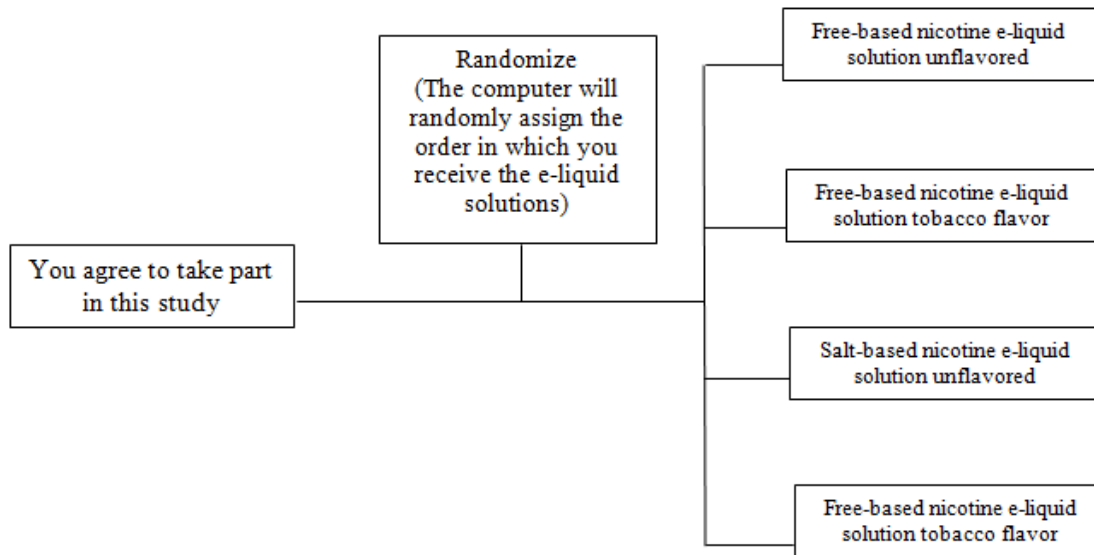 You agree to take part
in this study
Randomize
(The computer will
randomly assign the
order in which you
receive the e-liquid
solutions)
Free-based nicotine e-liquid
solution unflavored
Free-based nicotine e-liquid
solution tobacco flavor
Salt-based nicotine e-liquid
solution unflavored
Free-based nicotine e-liquid
solution tobacco flavor